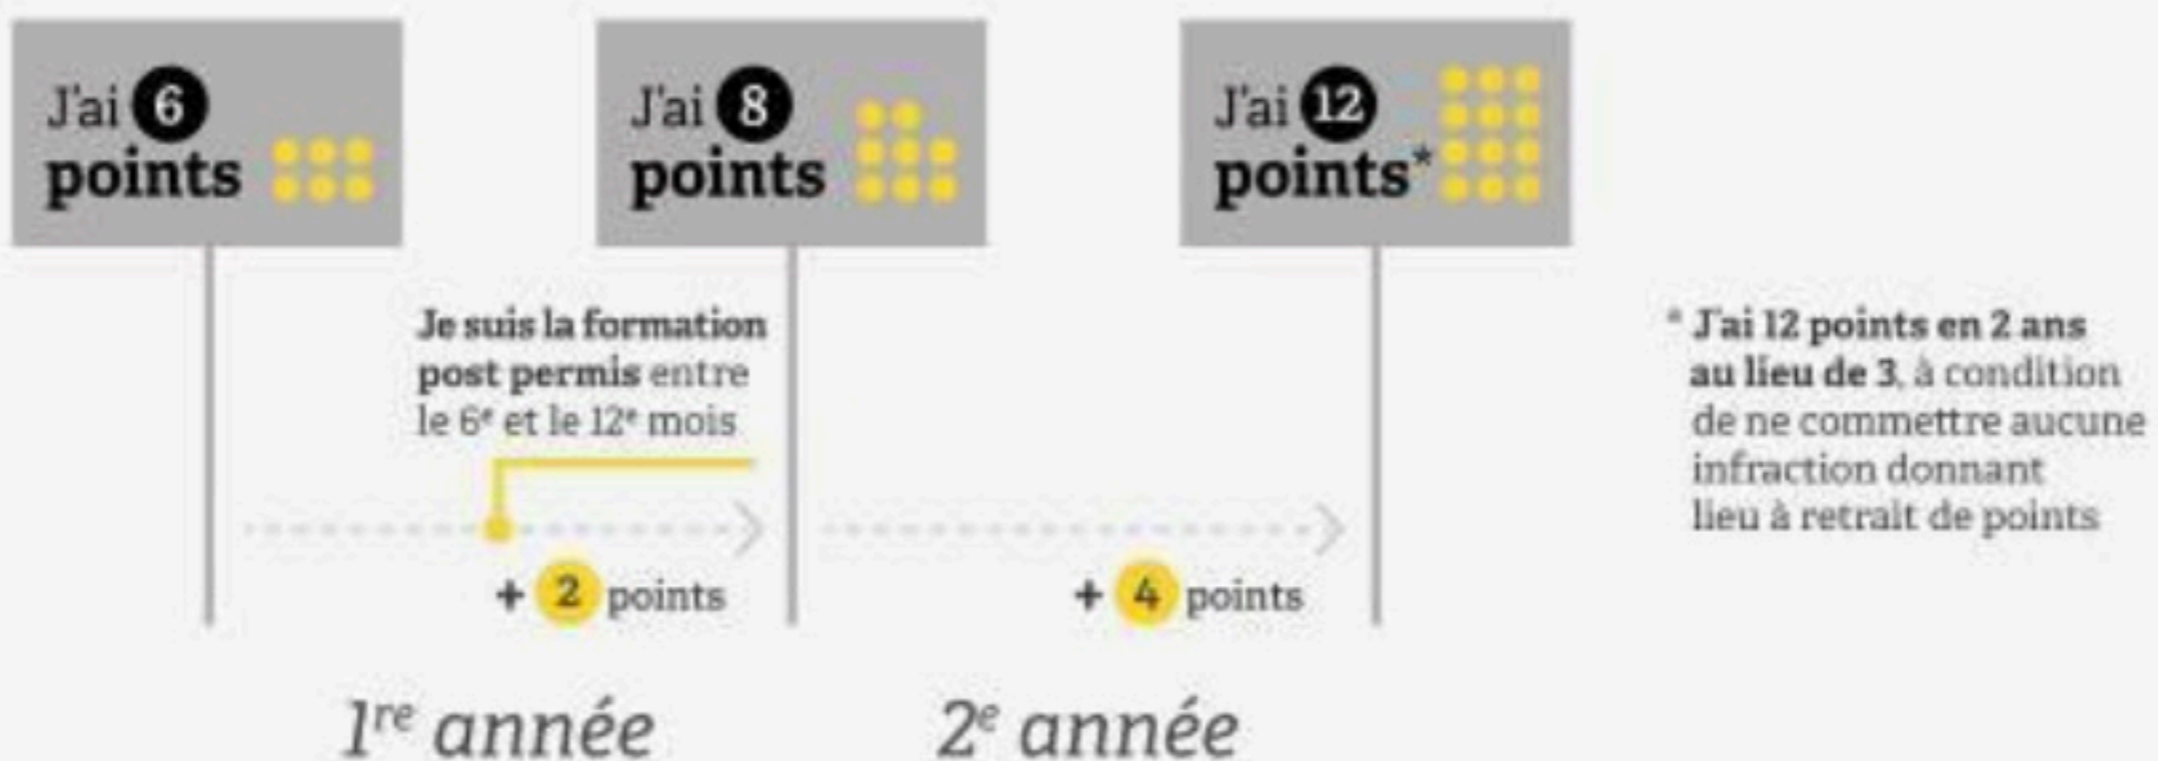 J'ai 6
points
J'ai 8
points
J'ai 12
points*
Je suis la formation
post permis entre
le 6e et le 12e mois
+ 2 points
+ 4 points
* J'ai 12 points en 2 ans
au lieu de 3, à condition
de ne commettre aucune
infraction donnant
lieu à retrait de points
1re année
2e année